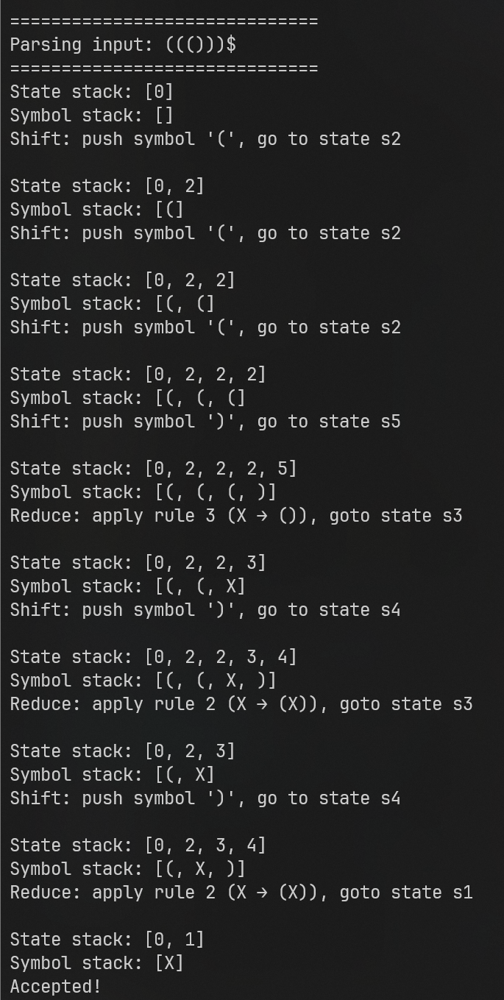 ==============================
Parsing input: ((()))$
==============================
State stack: [0]
Symbol stack: []
Shift: push symbol '(', go to state s2

State stack: [0, 2]
Symbol stack: [(]
Shift: push symbol '(', go to state s2

State stack: [0, 2, 2]
Symbol stack: [(, (]
Shift: push symbol '(', go to state s2

State stack: [0, 2, 2, 2]
Symbol stack: [(, (, (]
Shift: push symbol ')', go to state s5

State stack: [0, 2, 2, 2, 5]
Symbol stack: [(, (, (, )]
Reduce: apply rule 3 (X → ()), goto state s3

State stack: [0, 2, 2, 3]
Symbol stack: [(, (, X]
Shift: push symbol ')', go to state s4

State stack: [0, 2, 2, 3, 4]
Symbol stack: [(, (, X, )]
Reduce: apply rule 2 (X → (X)), goto state s3

State stack: [0, 2, 3]
Symbol stack: [(, X]
Shift: push symbol ')', go to state s4

State stack: [0, 2, 3, 4]
Symbol stack: [(, X, )]
Reduce: apply rule 2 (X → (X)), goto state s1

State stack: [0, 1]
Symbol stack: [X]
Accepted!